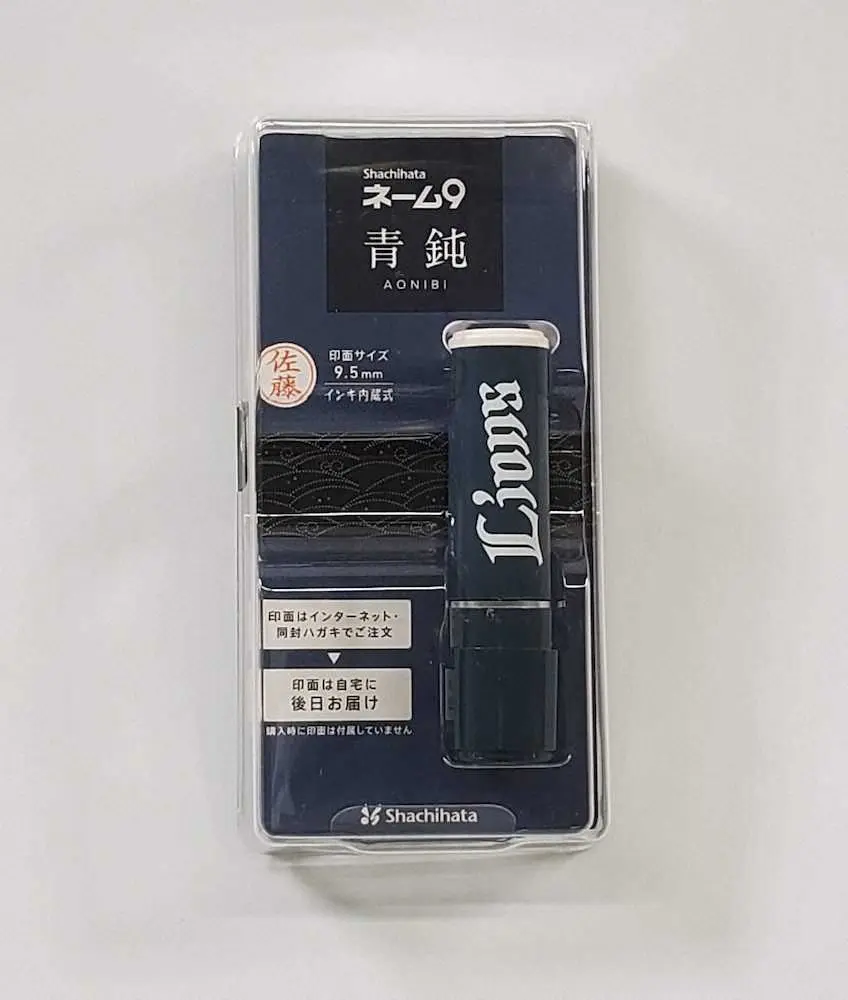 Shachihata
ネーム9
青鈍
AONIBI
佐藤
印面サイズ
9.5mm
インキ内蔵式
Lions
印面はインターネット・
同封ハガキでご注文
▼
印面は自宅に
後日お届け
購入時に印面は付属していません
Shachihata